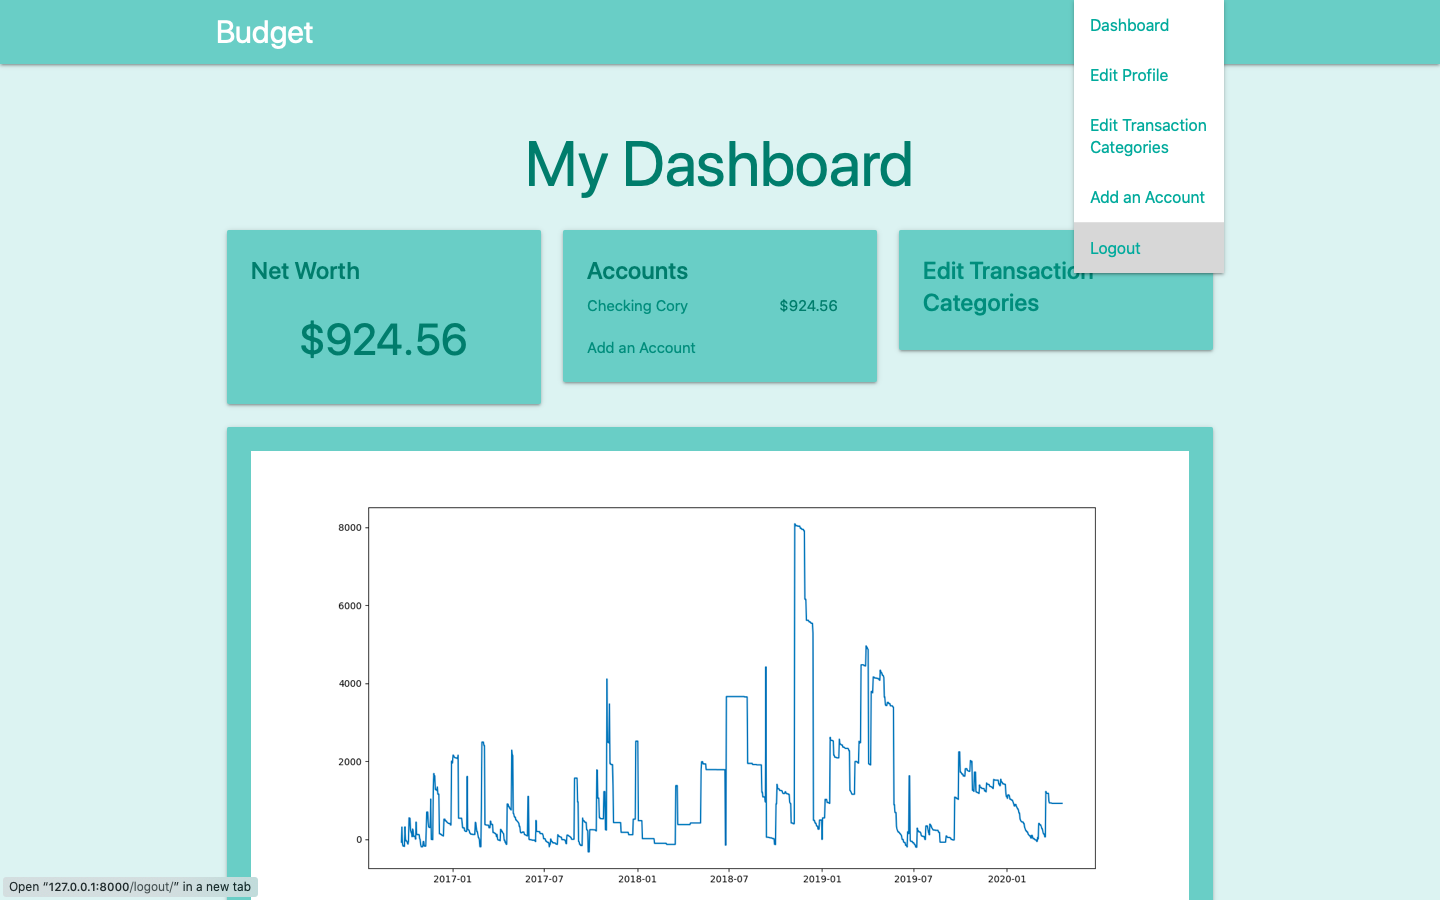 Budget
Dashboard
Edit Profile
Edit Transaction
Categories
Add an Account
Logout
My Dashboard
Net Worth
$924.56
Accounts
Checking Cory $924.56
Add an Account
Edit Transaction
Categories
8000
6000
4000
2000
0
2017-01 2017-07 2018-01 2018-07 2019-01 2019-07 2020-01
Open “127.0.0.1:8000/logout/” in a new tab